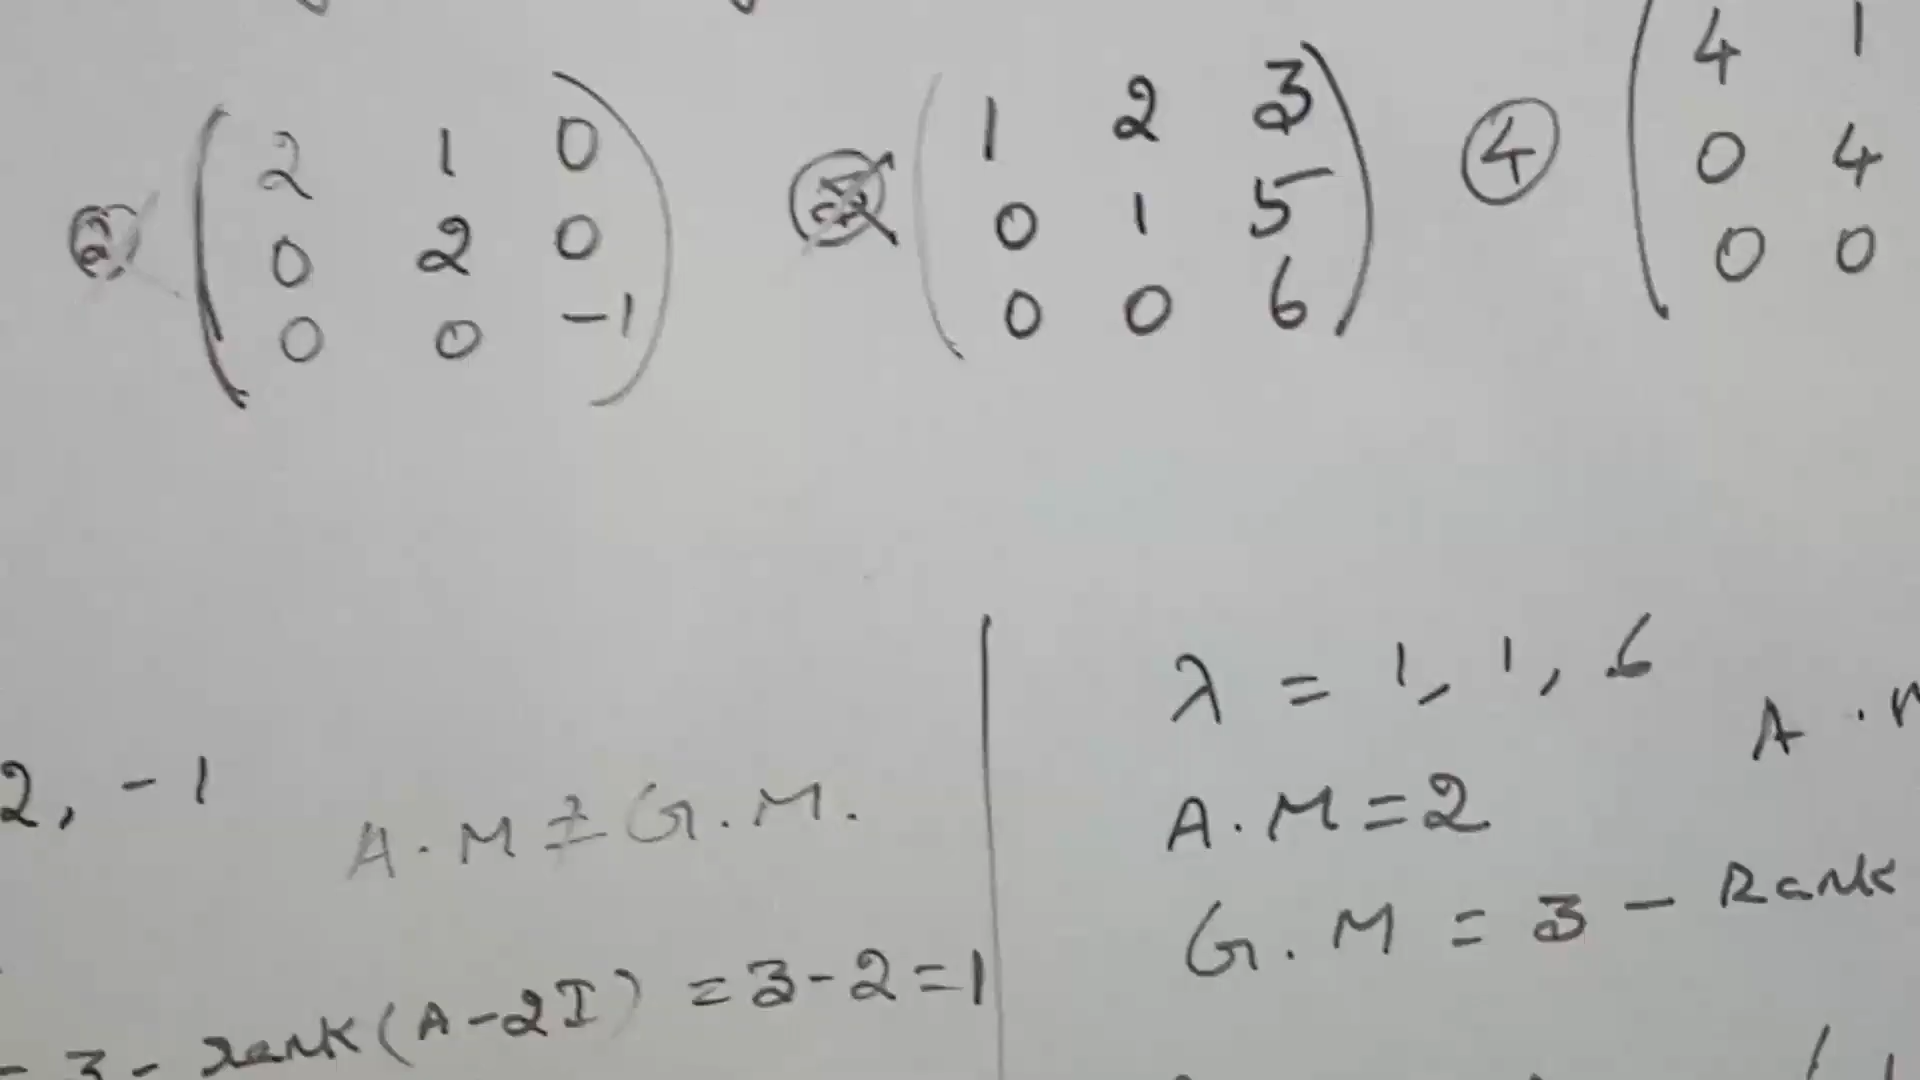 ② 2 1 0
0 2 0
0 0 -1
1 2 3
0 1 5
0 0 6
④ 4 1
0 4
0 0
2, -1
A.M ≠ G.M.
- 3 - rank(A-2I) = 3-2=1
λ = 1, 1, 6
A.M=2
A.
G.M = 3 - Rank